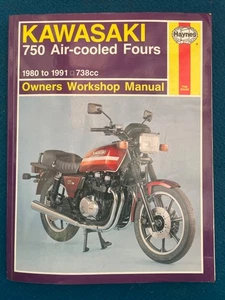 KAWASAKI
Haynes
750 Air-cooled Fours
1980 to 1991 □ 738cc
Owners Workshop Manual